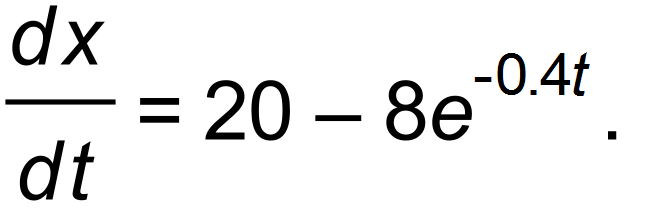 dx/dt = 20 – 8e^-0.4t.